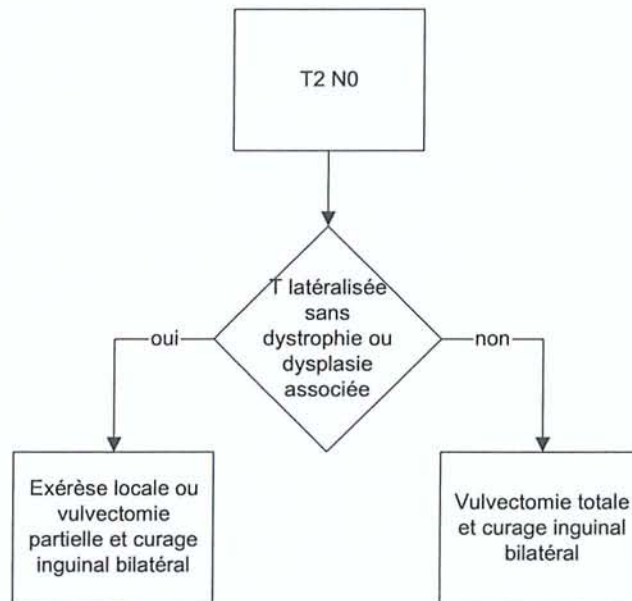 T2 N0
T latéralisée
sans
dystrophie ou
dysplasie
associée
oui
non
Exérèse locale ou
vulvectomie
partielle et curage
inguinal bilatéral
Vulvectomie totale
et curage inguinal
bilatéral